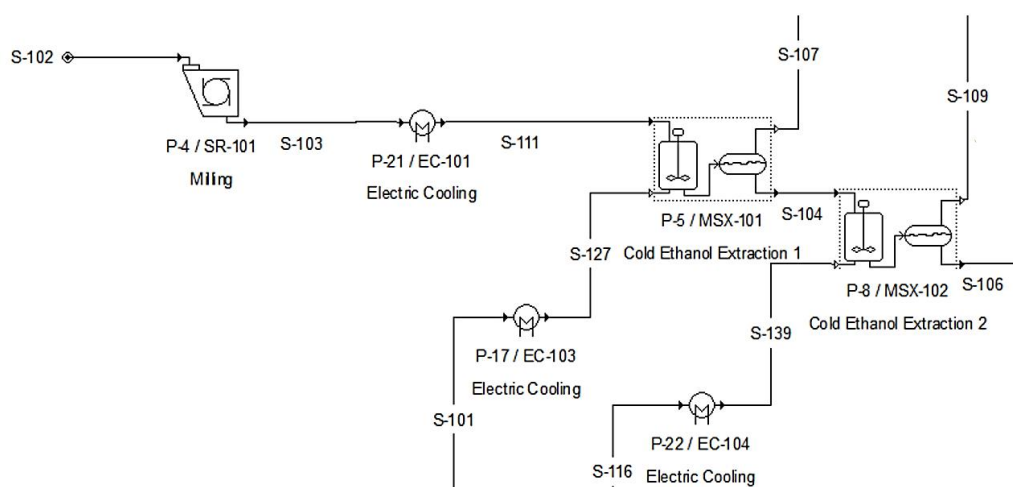 S-107
S-102
S-109
P-4 / SR-101
Milling
S-103
S-111
P-21 / EC-101
Electric Cooling
P-5 / MSX-101
Cold Ethanol Extraction 1
S-104
S-127
S-106
P-8 / MSX-102
Cold Ethanol Extraction 2
S-139
P-17 / EC-103
Electric Cooling
S-101
P-22 / EC-104
Electric Cooling
S-116